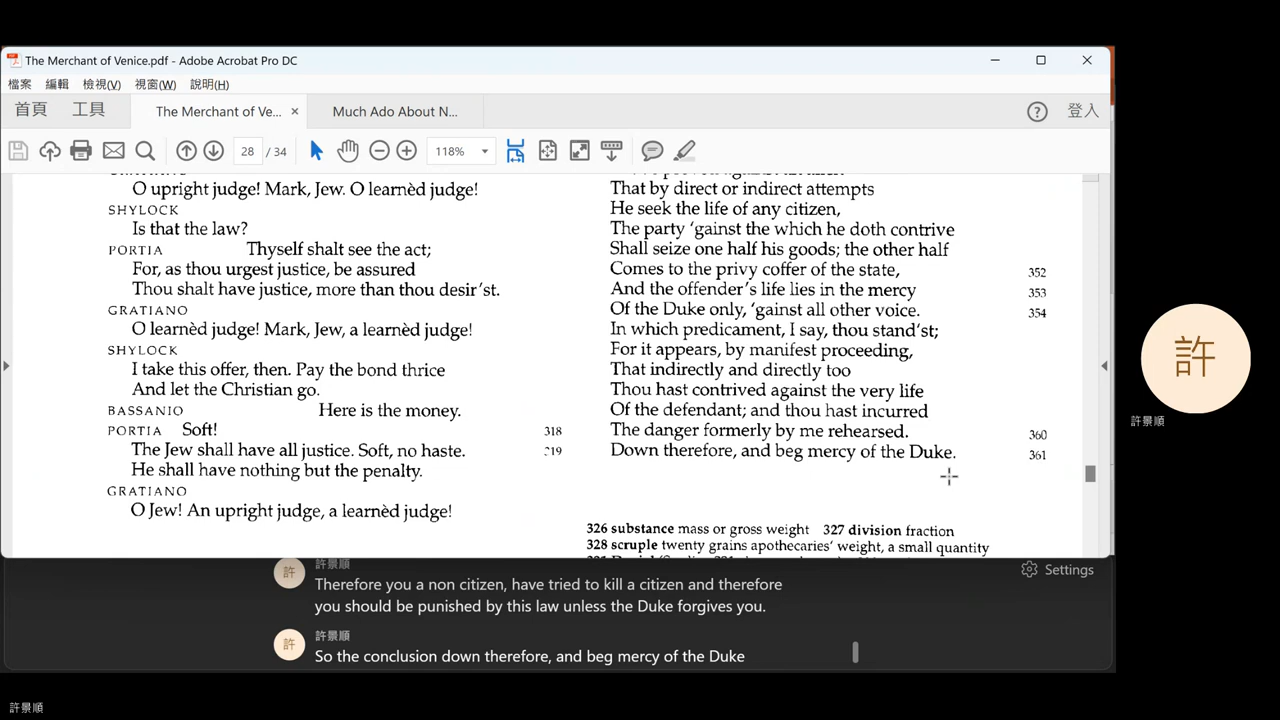 The Merchant of Venice.pdf - Adobe Acrobat Pro DC
檔案 編輯 檢視(V) 視窗(W) 說明(H)
首頁 工具 The Merchant of Ve... × Much Ado About N... ? 登入
28 / 34 118%
O upright judge! Mark, Jew. O learnèd judge!
SHYLOCK
Is that the law?
PORTIA Thyself shalt see the act;
For, as thou urgest justice, be assured
Thou shalt have justice, more than thou desir'st.
GRATIANO
O learnèd judge! Mark, Jew, a learnèd judge!
SHYLOCK
I take this offer, then. Pay the bond thrice
And let the Christian go.
BASSANIO Here is the money.
PORTIA Soft! 318
The Jew shall have all justice. Soft, no haste. 319
He shall have nothing but the penalty.
GRATIANO
O Jew! An upright judge, a learnèd judge!
That by direct or indirect attempts
He seek the life of any citizen,
The party 'gainst the which he doth contrive
Shall seize one half his goods; the other half
Comes to the privy coffer of the state, 352
And the offender's life lies in the mercy 353
Of the Duke only, 'gainst all other voice. 354
In which predicament, I say, thou stand'st;
For it appears, by manifest proceeding,
That indirectly and directly too
Thou hast contrived against the very life
Of the defendant; and thou hast incurred
The danger formerly by me rehearsed. 360
Down therefore, and beg mercy of the Duke. 361
326 substance mass or gross weight 327 division fraction
328 scruple twenty grains apothecaries' weight, a small quantity
許 許景順
Therefore you a non citizen, have tried to kill a citizen and therefore
you should be punished by this law unless the Duke forgives you.
許 許景順
So the conclusion down therefore, and beg mercy of the Duke
Settings
許
許景順
許景順